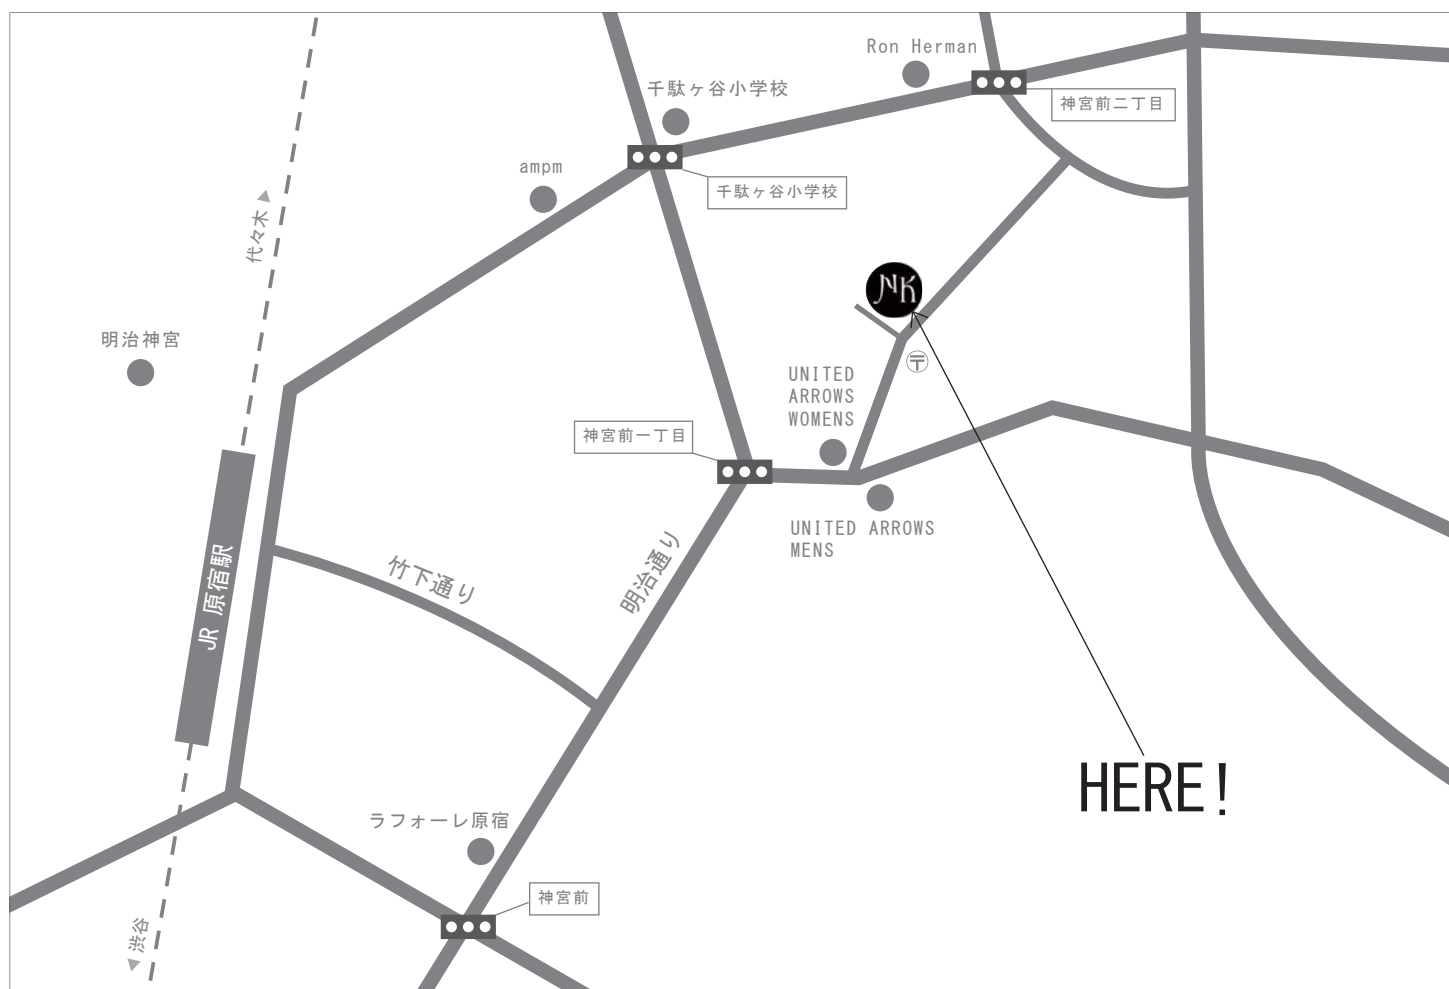 Ron Herman
千駄ヶ谷小学校
神宮前二丁目
ampm
千駄ヶ谷小学校
代々木
NK
明治神宮
〒
UNITED
ARROWS
WOMENS
神宮前一丁目
UNITED ARROWS
MENS
明治通り
竹下通り
JR 原宿駅
HERE!
ラフォーレ原宿
神宮前
渋谷